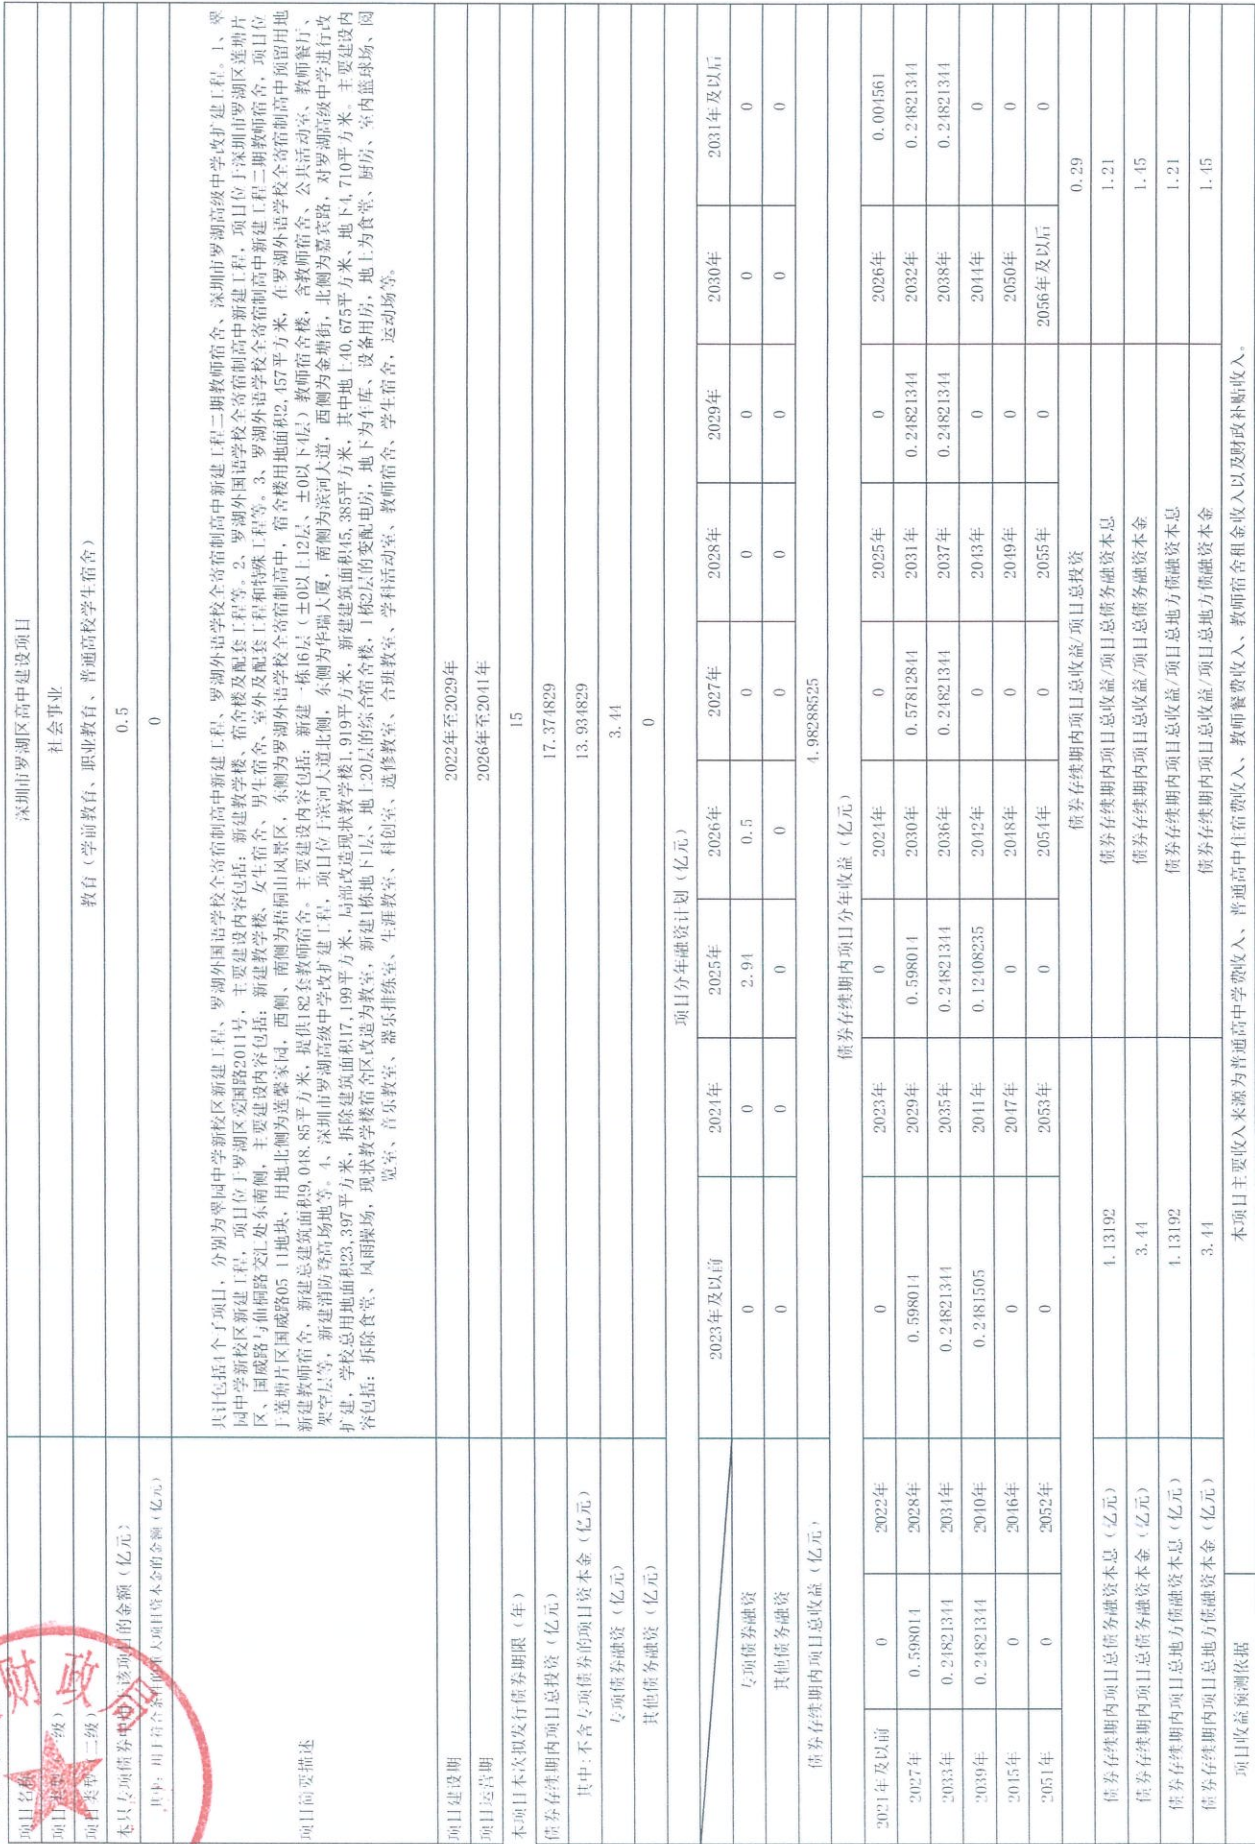 项目名称 深圳市罗湖区高中建设项目
项目类型(一级) 社会事业
项目类型(二级) 教育(学前教育、职业教育、普通高校学生宿舍)
本只专项债券中用于该项目的金额(亿元) 0.5
其中:用于符合条件的重大项目资本金的金额(亿元) 0
项目简要描述
共计包括4个子项目,分别为翠园中学新校区新建工程、罗湖外国语学校全寄宿制高中新建工程、罗湖外语学校全寄宿制高中新建工程二期教师宿舍、深圳市罗湖高级中学改扩建工程。1、翠
园中学新校区新建工程,项目位于罗湖区爱国路2011号,主要建设内容包括:新建教学楼、宿舍楼及配套工程等。2、罗湖外国语学校全寄宿制高中新建工程,项目位于深圳市罗湖区莲塘片
区、国威路与仙桐路交汇处东南侧,主要建设内容包括:新建教学楼、女生宿舍、男生宿舍、室外及配套工程和特殊工程等。3、罗湖外语学校全寄宿制高中新建工程二期教师宿舍,项目位
于莲塘片区国威路05-11地块,用地北侧为莲馨家园,西侧、南侧为梧桐山风景区,东侧为罗湖外语学校全寄宿制高中,宿舍楼用地面积2,457平方米,在罗湖外语学校全寄宿制高中预留用地
新建教师宿舍,新建总建筑面积9,048.85平方米,提供182套教师宿舍。主要建设内容包括:新建一栋16层(±0以上12层、±0以下4层)教师宿舍楼,含教师宿舍、公共活动室、教师餐厅、
架空层等,新建消防登高场地等。4、深圳市罗湖高级中学改扩建工程,项目位于滨河大道北侧,东侧为华瑞大厦,南侧为滨河大道,西侧为金塘街,北侧为嘉宾路,对罗湖高级中学进行改
扩建,学校总用地面积23,397平方米,拆除建筑面积17,199平方米,局部改造现状教学楼1,919平方米,新建建筑面积45,385平方米,其中地上40,675平方米、地下4,710平方米。主要建设内
容包括:拆除食堂、风雨操场,现状教学楼宿舍区改造为教室,新建1栋地下1层、地上20层的综合宿舍楼,1栋2层的变配电房,地下为车库、设备用房,地上为食堂、厨房、室内篮球场、阅
览室、音乐教室、器乐排练室、生涯教室、科创室、选修教室、合班教室、学科活动室、教师宿舍、学生宿舍,运动场等。
项目建设期 2022年至2029年
项目运营期 2026年至2041年
本项目本次拟发行债券期限(年) 15
债券存续期内项目总投资(亿元) 17.374829
其中:不含专项债券的项目资本金(亿元) 13.934829
专项债券融资(亿元) 3.44
其他债务融资(亿元) 0
项目分年融资计划(亿元)
2023年及以前 2024年 2025年 2026年 2027年 2028年 2029年 2030年 2031年及以后
专项债券融资 0 0 2.94 0.5 0 0 0 0 0
其他债务融资 0 0 0 0 0 0 0 0 0
债券存续期内项目总收益(亿元) 4.98288525
债券存续期内项目分年收益(亿元)
2021年及以前 0 2022年 0 2023年 0 2024年 0 2025年 0 2026年 0.004561
2027年 0.598014 2028年 0.598014 2029年 0.598014 2030年 0.57812844 2031年 0.24821344 2032年 0.24821344
2033年 0.24821344 2034年 0.24821344 2035年 0.24821344 2036年 0.24821344 2037年 0.24821344 2038年 0.24821344
2039年 0.24821344 2040年 0.2481505 2041年 0.12408235 2042年 0 2043年 0 2044年 0
2045年 0 2046年 0 2047年 0 2048年 0 2049年 0 2050年 0
2051年 0 2052年 0 2053年 0 2054年 0 2055年 0 2056年及以后 0
债券存续期内项目总收益/项目总投资 0.29
债券存续期内项目总债务融资本息(亿元) 4.13192 债券存续期内项目总收益/项目总债务融资本息 1.21
债券存续期内项目总债务融资本金(亿元) 3.44 债券存续期内项目总收益/项目总债务融资本金 1.45
债券存续期内项目总地方债融资本息(亿元) 4.13192 债券存续期内项目总收益/项目总地方债融资本息 1.21
债券存续期内项目总地方债融资本金(亿元) 3.44 债券存续期内项目总收益/项目总地方债融资本金 1.45
项目收益预测依据 本项目主要收入来源为普通高中学费收入、普通高中住宿费收入、教师餐费收入、教师宿舍租金收入以及财政补贴收入。
财政局